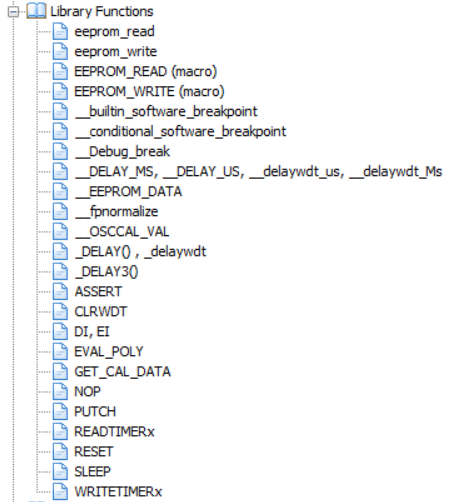 Library Functions
eeprom_read
eeprom_write
EEPROM_READ (macro)
EEPROM_WRITE (macro)
__builtin_software_breakpoint
__conditional_software_breakpoint
__Debug_break
__DELAY_MS, __DELAY_US, __delaywdt_us, __delaywdt_Ms
__EEPROM_DATA
__fpnormalize
__OSCCAL_VAL
_DELAY() , _delaywdt
_DELAY3()
ASSERT
CLRWDT
DI, EI
EVAL_POLY
GET_CAL_DATA
NOP
PUTCH
READTIMERx
RESET
SLEEP
WRITETIMERx